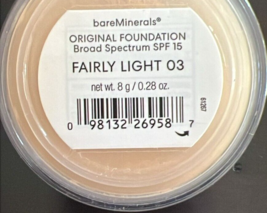 bareMinerals®
ORIGINAL FOUNDATION
Broad Spectrum SPF 15
FAIRLY LIGHT 03
net wt. 8 g / 0.28 oz.
0 98132 26958 7
61267